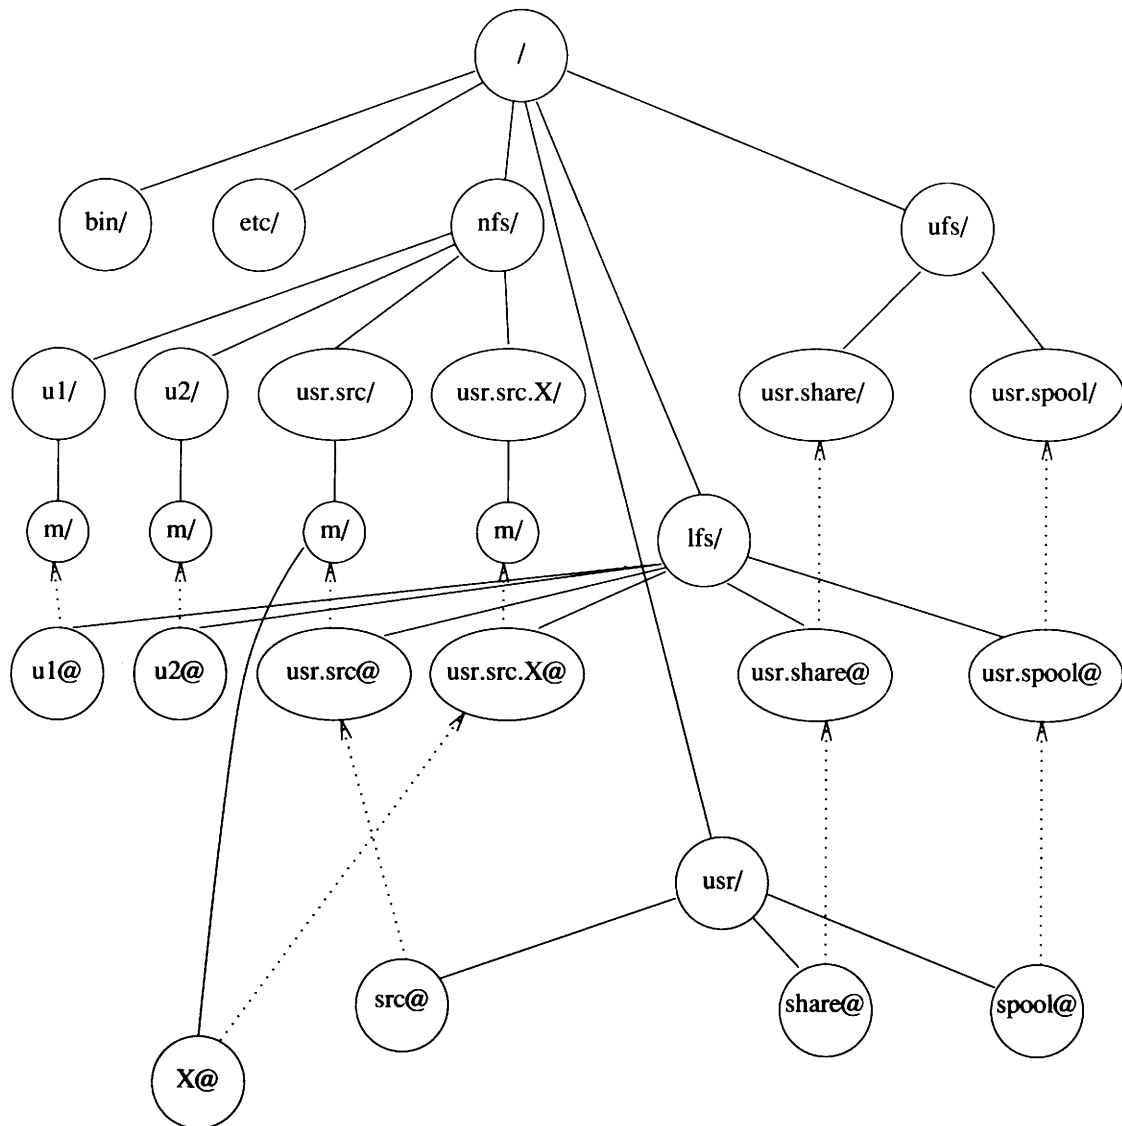 /
bin/
etc/
nfs/
ufs/
u1/
u2/
usr.src/
usr.src.X/
usr.share/
usr.spool/
m/
m/
m/
m/
lfs/
u1@
u2@
usr.src@
usr.src.X@
usr.share@
usr.spool@
usr/
src@
share@
spool@
X@